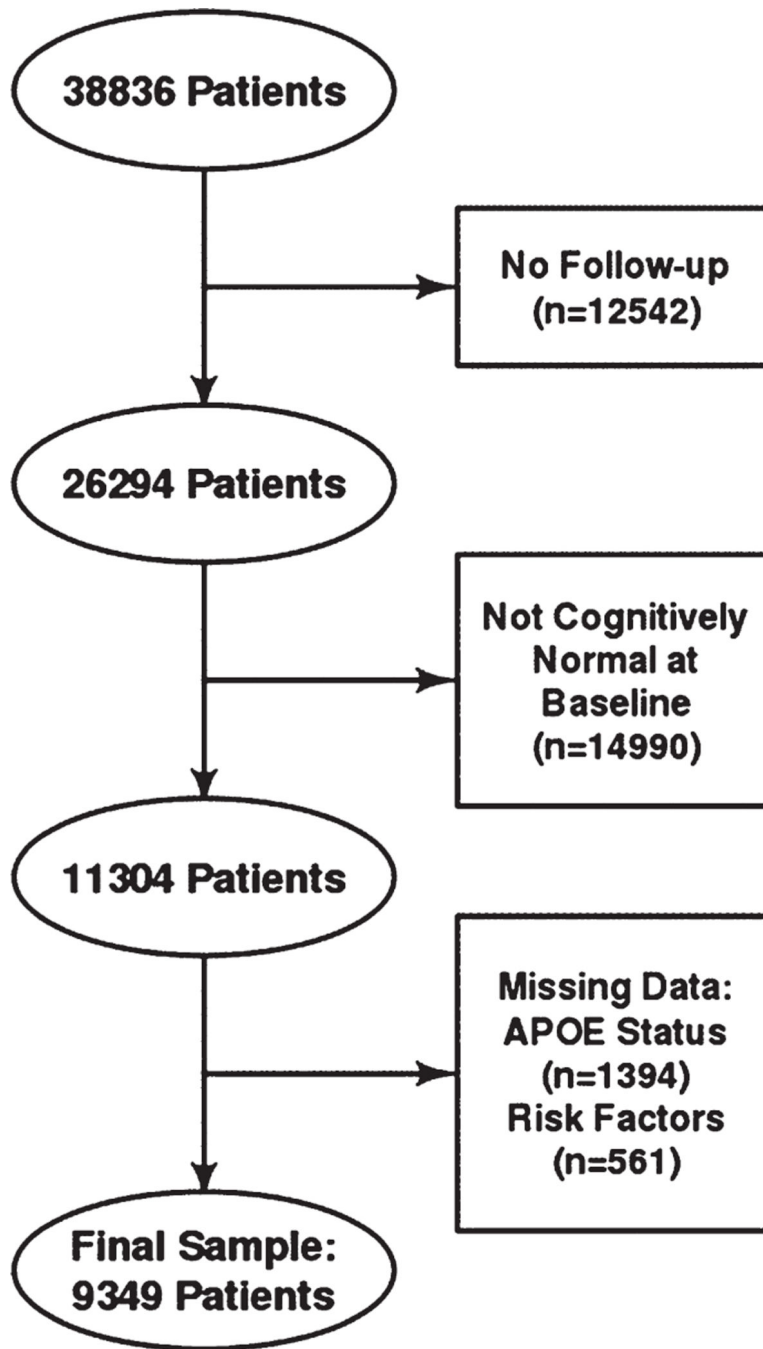 38836 Patients
No Follow-up
(n=12542)
26294 Patients
Not Cognitively
Normal at
Baseline
(n=14990)
11304 Patients
Missing Data:
APOE Status
(n=1394)
Risk Factors
(n=561)
Final Sample:
9349 Patients